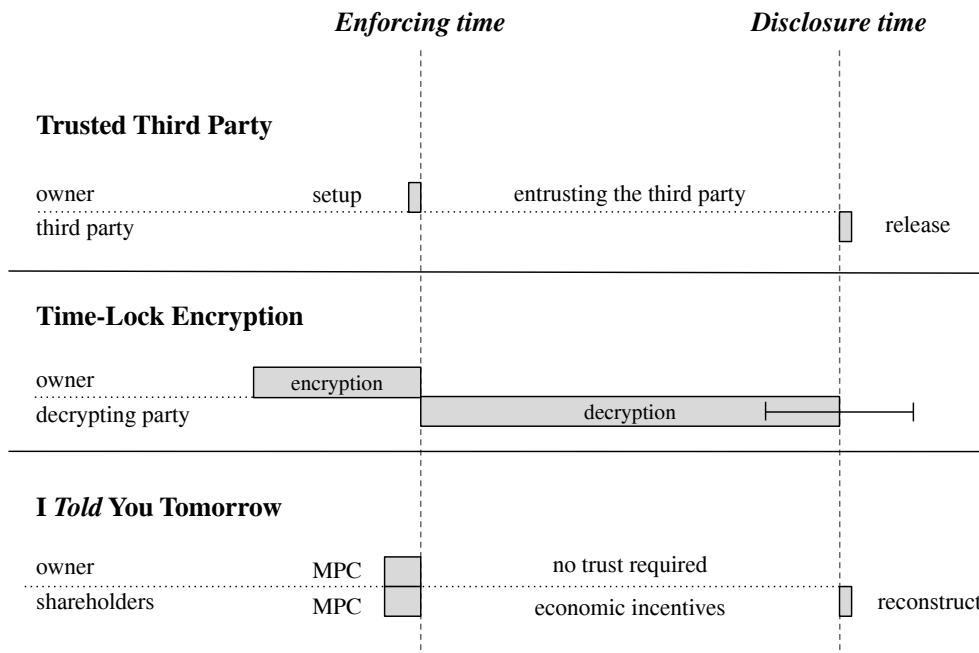 Enforcing time Disclosure time
Trusted Third Party
owner setup entrusting the third party
third party release
Time-Lock Encryption
owner encryption
decrypting party decryption
I Told You Tomorrow
owner MPC no trust required
shareholders MPC economic incentives reconstruct